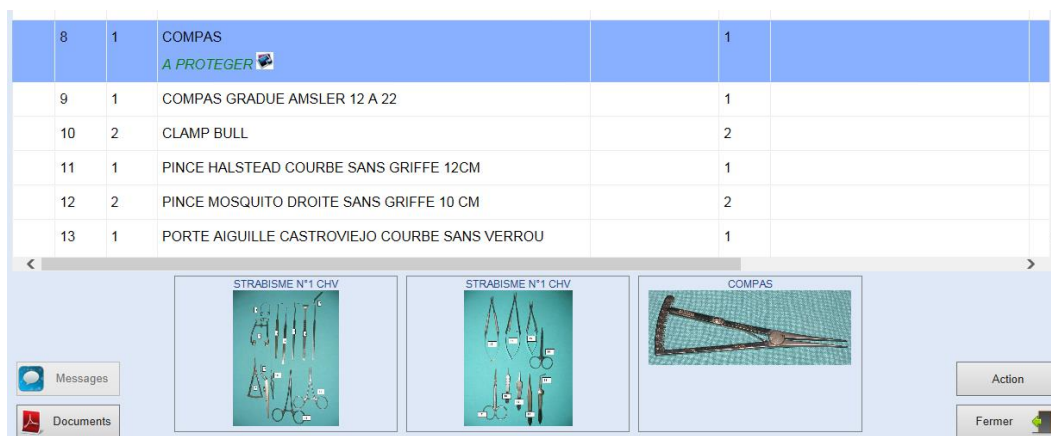 8 1 COMPAS 1
A PROTEGER
9 1 COMPAS GRADUE AMSLER 12 A 22 1
10 2 CLAMP BULL 2
11 1 PINCE HALSTEAD COURBE SANS GRIFFE 12CM 1
12 2 PINCE MOSQUITO DROITE SANS GRIFFE 10 CM 2
13 1 PORTE AIGUILLE CASTROVIEJO COURBE SANS VERROU 1
STRABISME N°1 CHV STRABISME N°1 CHV COMPAS
Messages Action
Documents Fermer